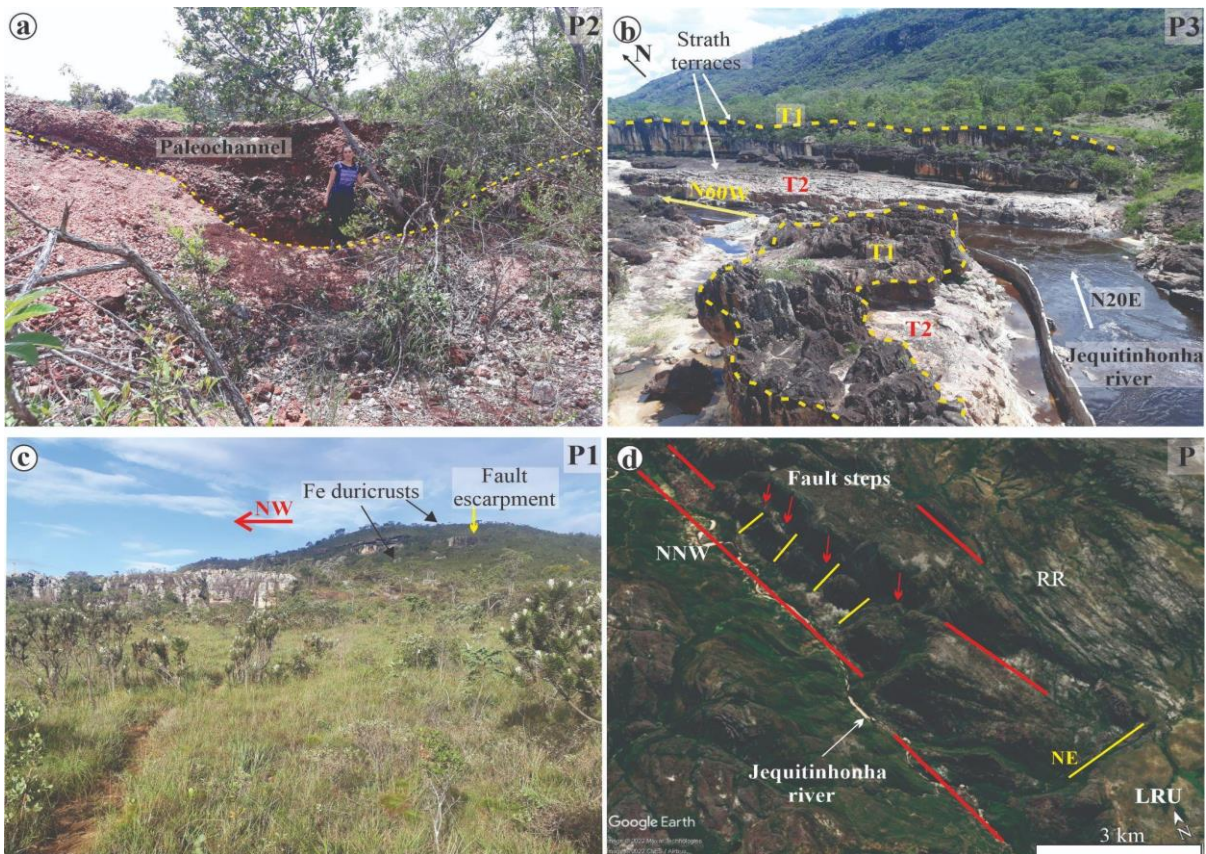 a
P2
Paleochannel
b
P3
N
Strath
terraces
T1
N60W
T2
T1
T2
N20E
Jequitinhonha
river
c
P1
NW
Fe duricrusts
Fault
escarpment
d
P
Fault steps
NNW
RR
Jequitinhonha
river
NE
LRU
N
Google Earth
3 km